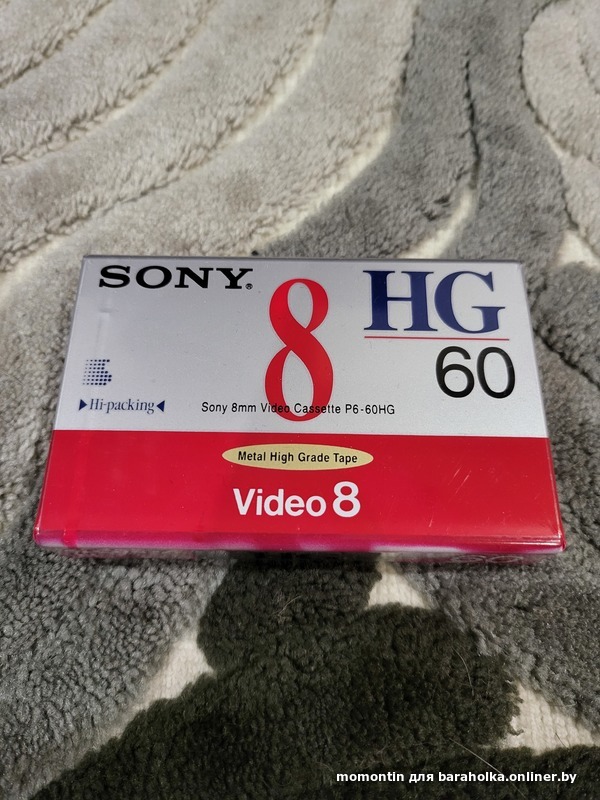 SONY®
8
HG
60
Hi-packing
Sony 8mm Video Cassette P6-60HG
Metal High Grade Tape
Video 8
momontin для baraholka.onliner.by